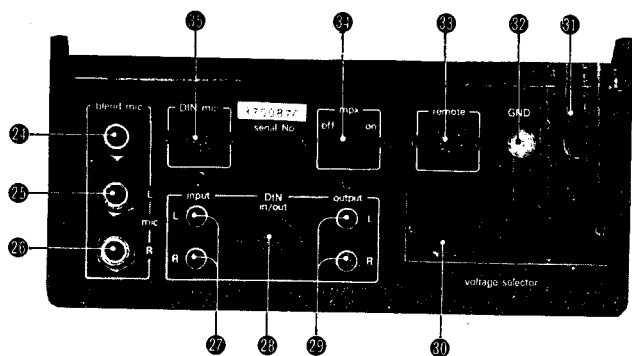 35 34 33 32 31
blend mic
DIN mic
serial No
mpx
off on
remote
GND
24
25 L
mic
26 R
input
L
R
DIN
in/out
output
L
R
voltage selector
27 28 29 30